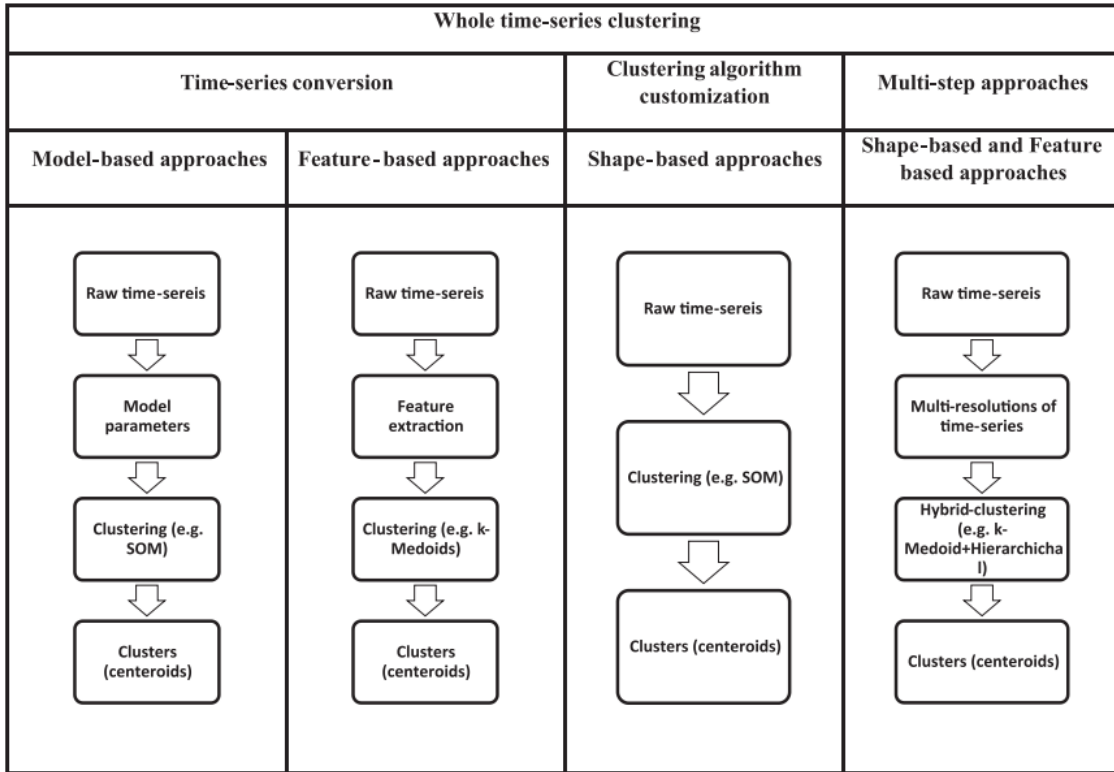 Whole time-series clustering
Time-series conversion
Clustering algorithm
customization
Multi-step approaches
Model-based approaches
Feature-based approaches
Shape-based approaches
Shape-based and Feature
based approaches
Raw time-sereis
Model
parameters
Clustering (e.g.
SOM)
Clusters
(centeroids)
Raw time-sereis
Feature
extraction
Clustering (e.g. k-
Medoids)
Clusters
(centeroids)
Raw time-sereis
Clustering (e.g. SOM)
Clusters (centeroids)
Raw time-sereis
Multi-resolutions of
time-series
Hybrid-clustering
(e.g. k-
Medoid+Hierarchicha
l)
Clusters (centeroids)